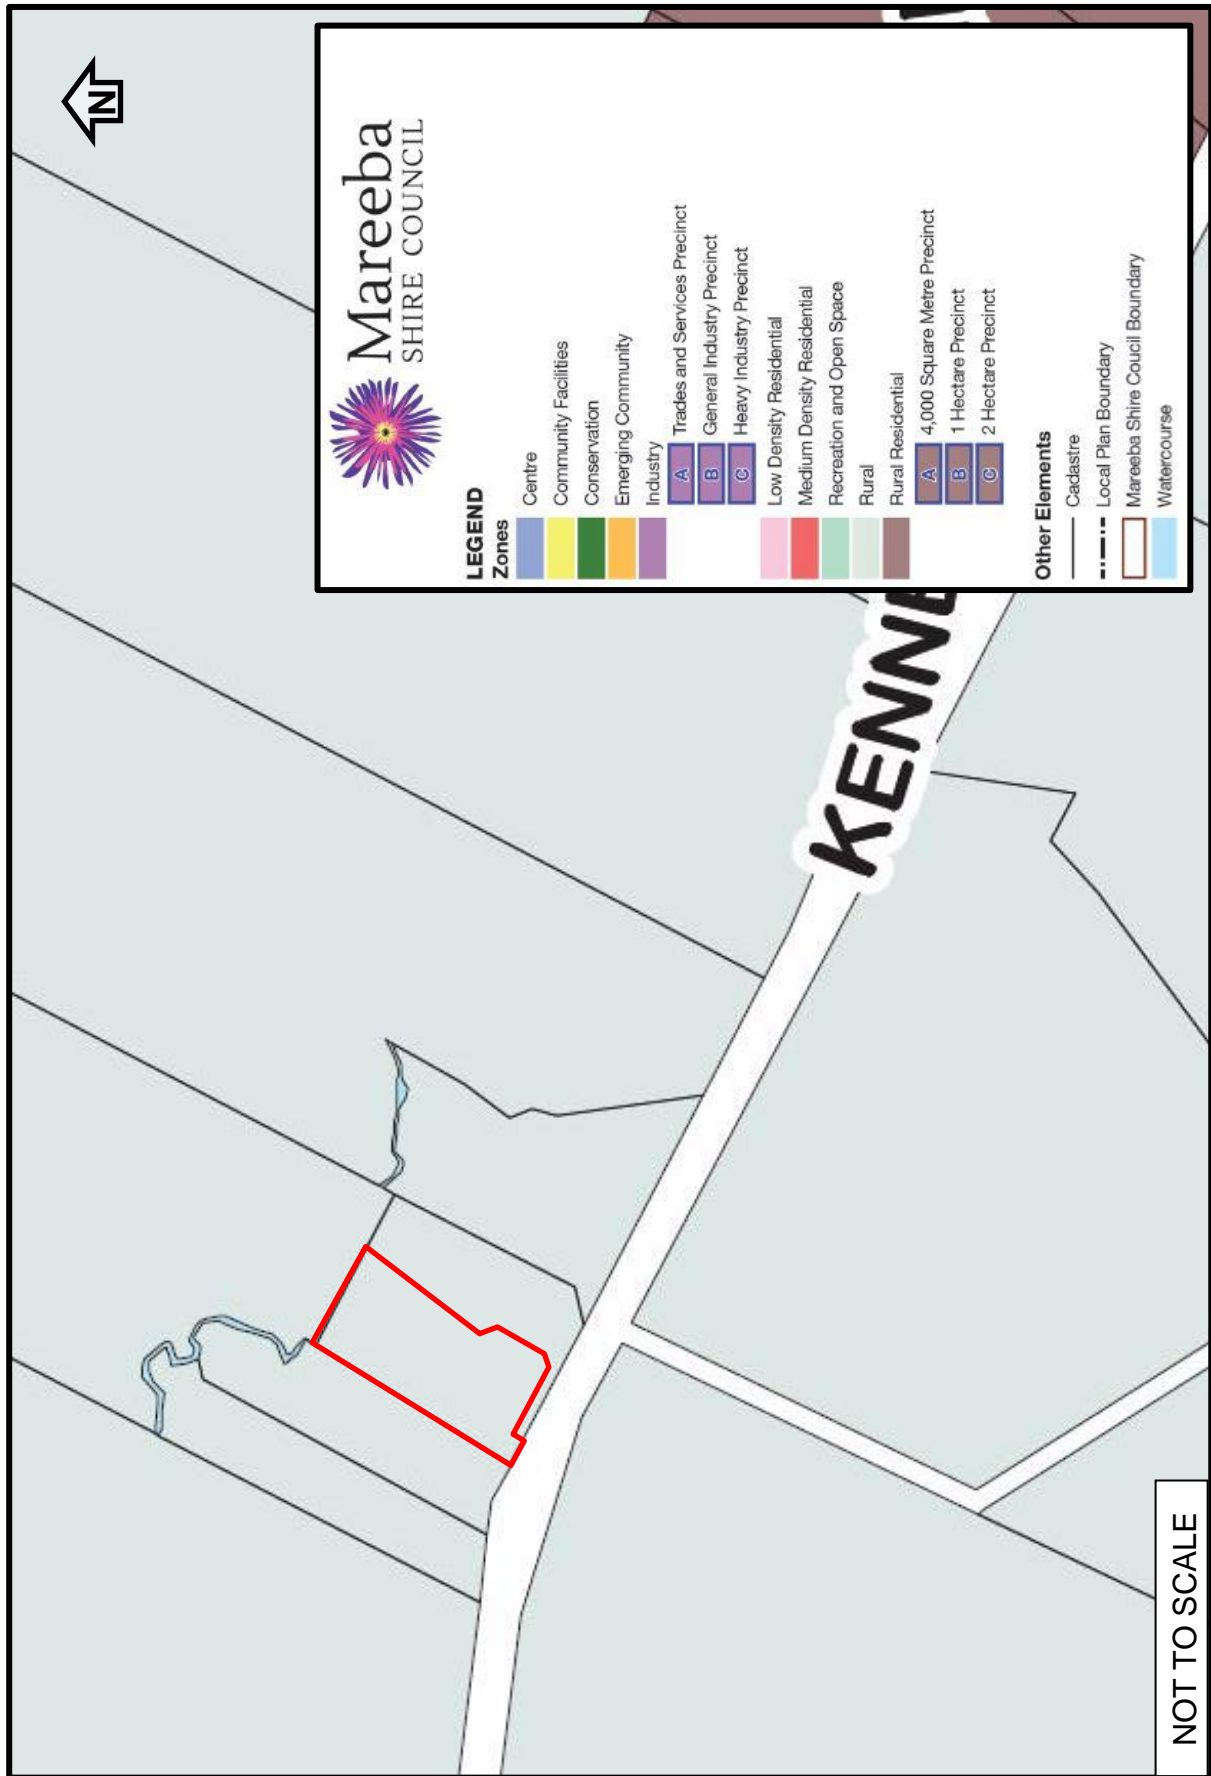 N
Mareeba
SHIRE COUNCIL
LEGEND
Zones
Centre
Community Facilities
Conservation
Emerging Community
Industry
A Trades and Services Precinct
B General Industry Precinct
C Heavy Industry Precinct
Low Density Residential
Medium Density Residential
Recreation and Open Space
Rural
Rural Residential
A 4,000 Square Metre Precinct
B 1 Hectare Precinct
C 2 Hectare Precinct
Other Elements
Cadastre
Local Plan Boundary
Mareeba Shire Coucil Boundary
Watercourse
KENNE
NOT TO SCALE